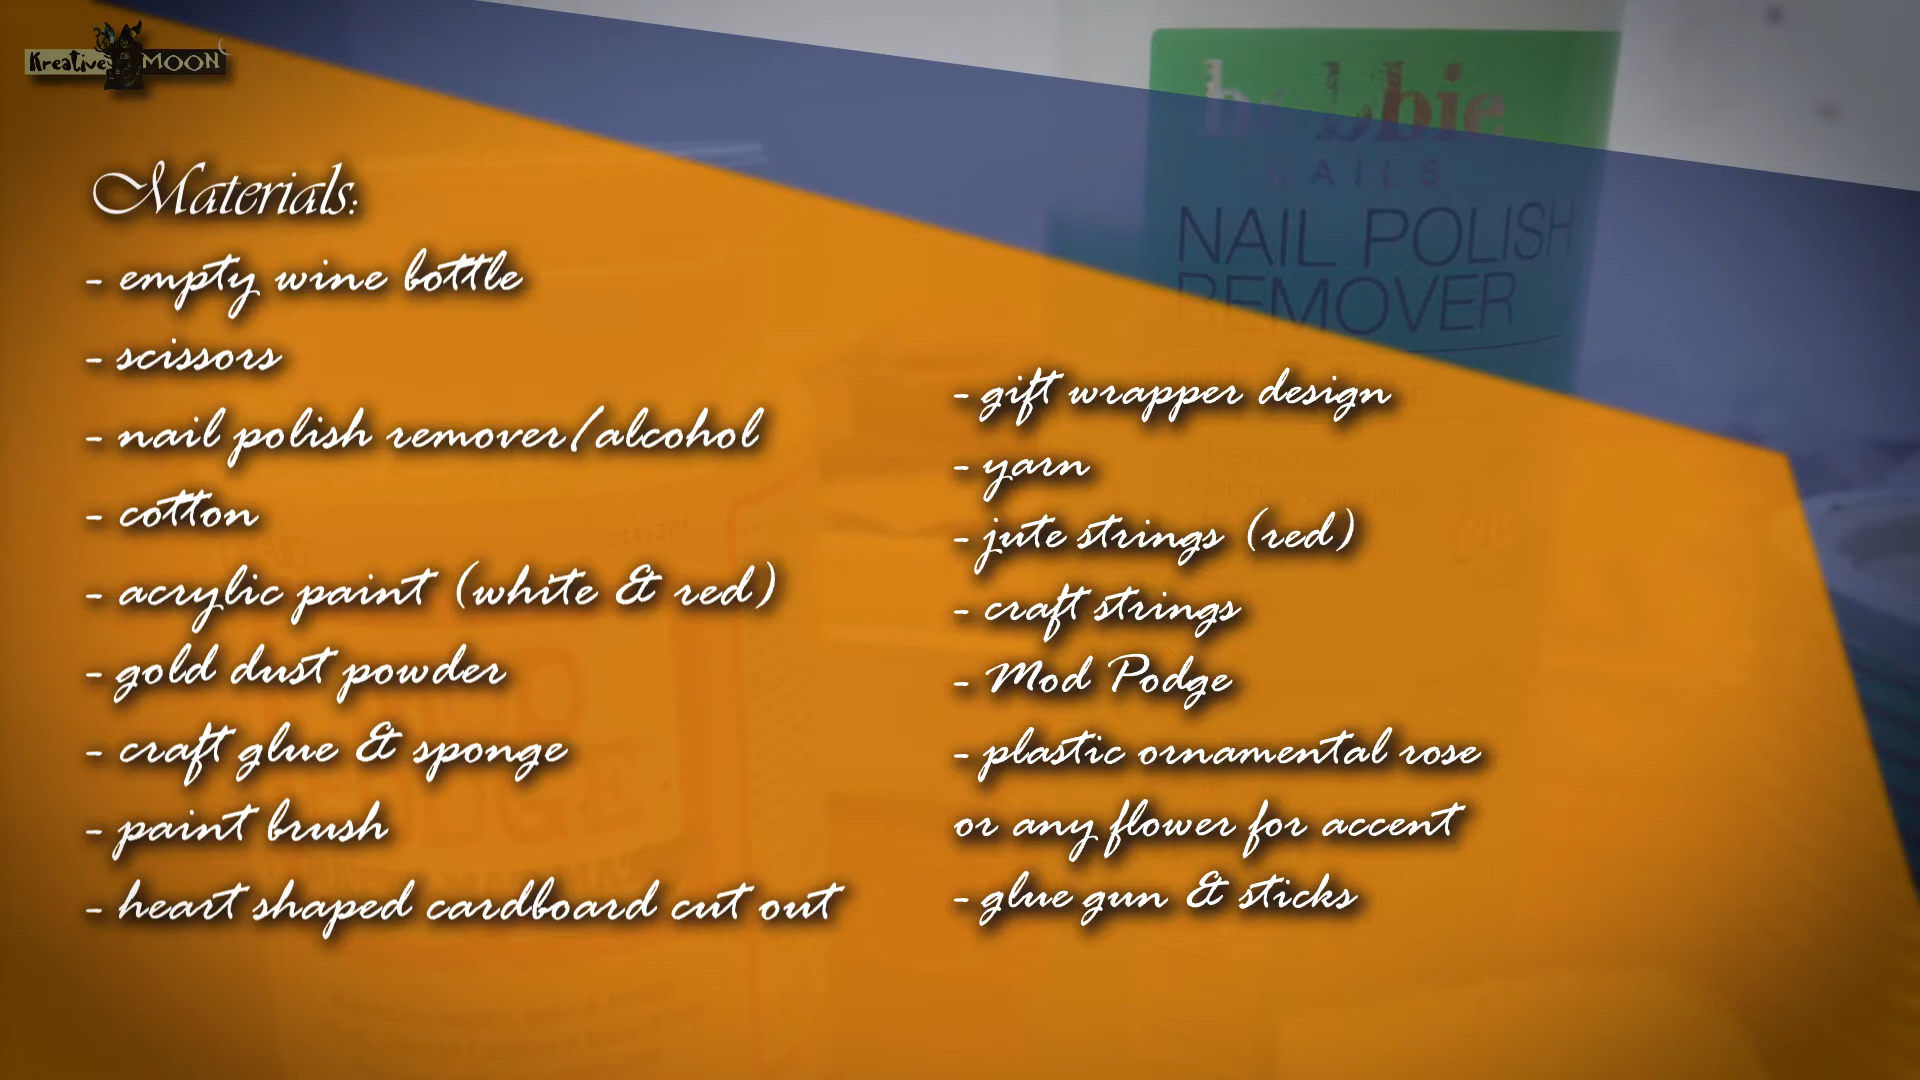 Kreative MOON
NAILS
NAIL POLISH
REMOVER
Materials:
- empty wine bottle
- scissors
- nail polish remover/alcohol
- cotton
- acrylic paint (white & red)
- gold dust powder
- craft glue & sponge
- paint brush
- heart shaped cardboard cut out
- gift wrapper design
- yarn
- jute strings (red)
- craft strings
- Mod Podge
- plastic ornamental rose
or any flower for accent
- glue gun & sticks